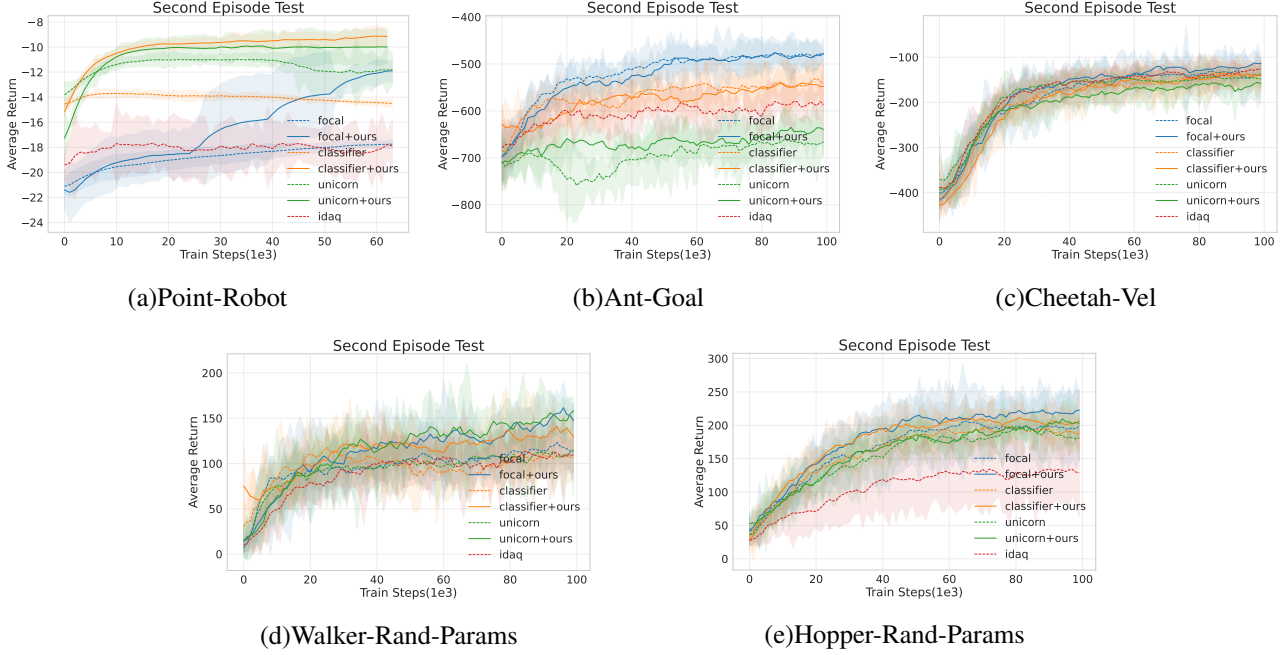 Second Episode Test
Average Return
−8
−10
−12
−14
−16
−18
−20
−22
−24
focal
focal+ours
classifier
classifier+ours
unicorn
unicorn+ours
idaq
0 10 20 30 40 50 60
Train Steps(1e3)
(a)Point-Robot
Second Episode Test
Average Return
−400
−500
−600
−700
−800
focal
focal+ours
classifier
classifier+ours
unicorn
unicorn+ours
idaq
0 20 40 60 80 100
Train Steps(1e3)
(b)Ant-Goal
Second Episode Test
Average Return
−100
−200
−300
−400
focal
focal+ours
classifier
classifier+ours
unicorn
unicorn+ours
idaq
0 20 40 60 80 100
Train Steps(1e3)
(c)Cheetah-Vel
Second Episode Test
Average Return
200
150
100
50
0
focal
focal+ours
classifier
classifier+ours
unicorn
unicorn+ours
idaq
0 20 40 60 80 100
Train Steps(1e3)
(d)Walker-Rand-Params
Second Episode Test
Average Return
300
250
200
150
100
50
0
focal
focal+ours
classifier
classifier+ours
unicorn
unicorn+ours
idaq
0 20 40 60 80 100
Train Steps(1e3)
(e)Hopper-Rand-Params